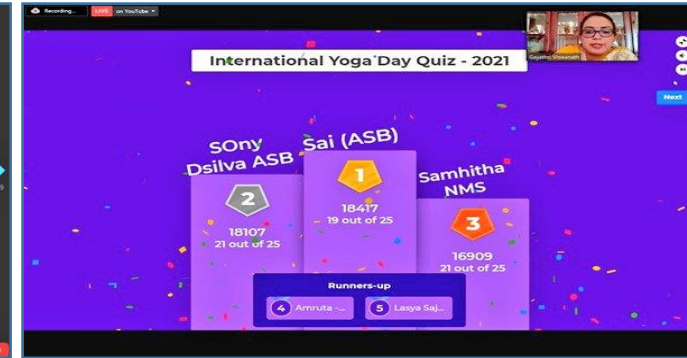 Recording...
LIVE on YouTube
International Yoga Day Quiz - 2021
Gayathri Viswanath
Next
SOny
Dsilva ASB
Sai (ASB)
Samhitha
NMS
1
18417
19 out of 25
2
18107
21 out of 25
3
16909
21 out of 25
Runners-up
4 Amruta -...
5 Lasya Saj...